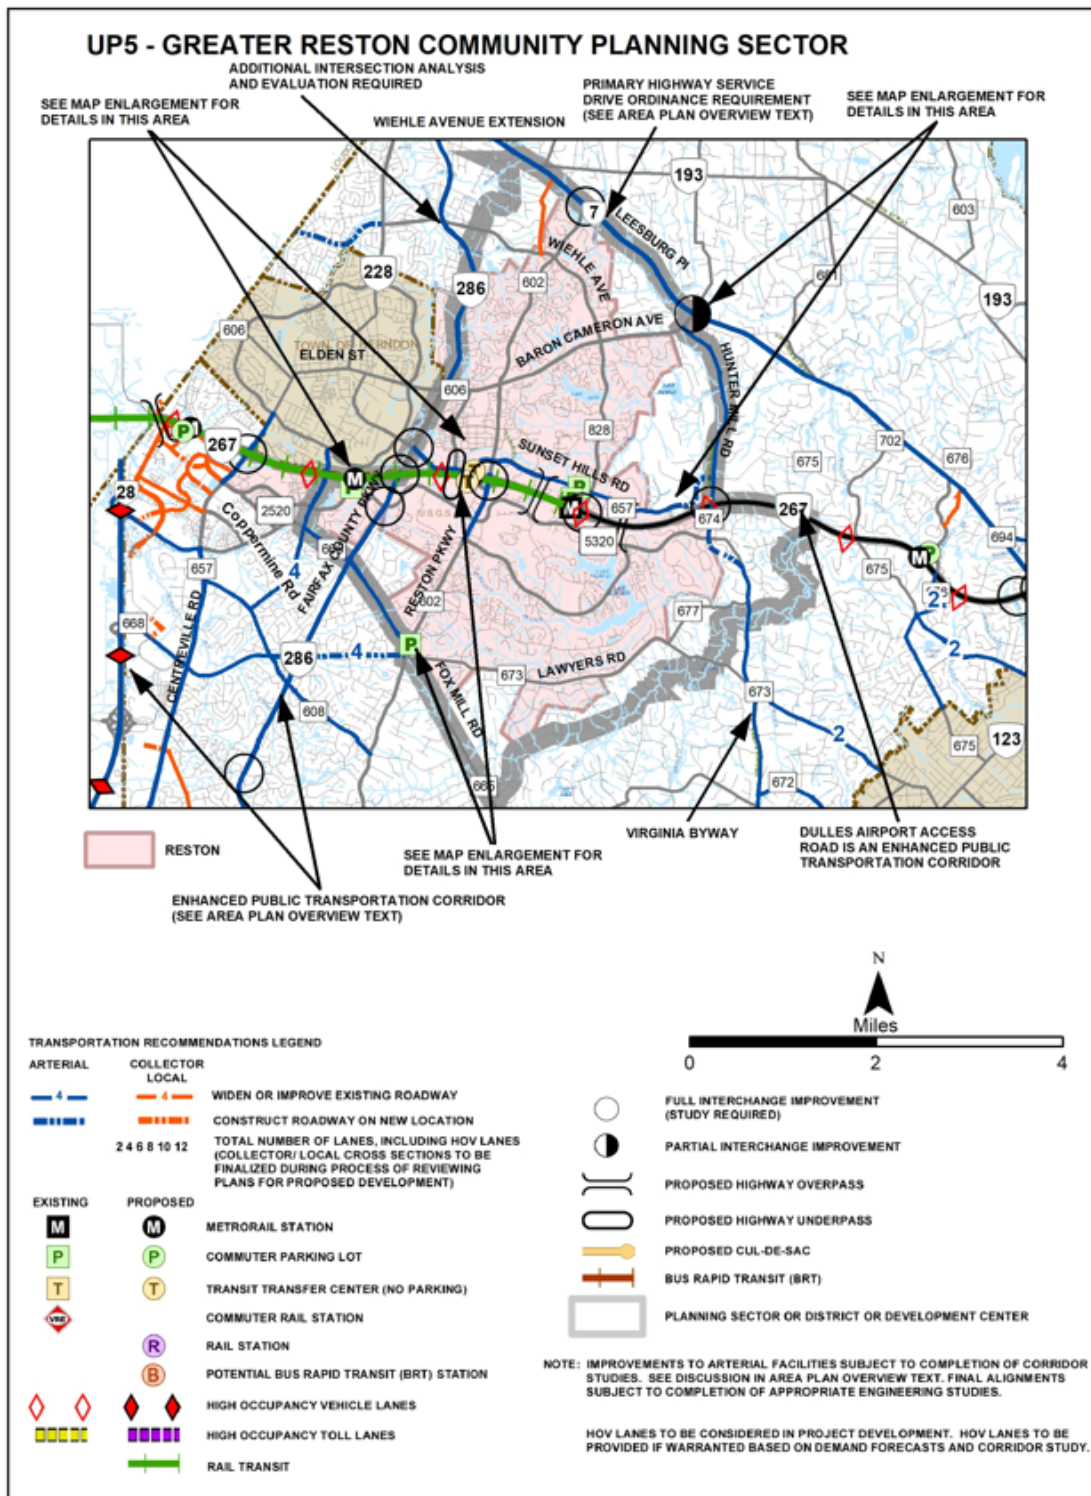 UP5 - GREATER RESTON COMMUNITY PLANNING SECTOR
ADDITIONAL INTERSECTION ANALYSIS
AND EVALUATION REQUIRED
SEE MAP ENLARGEMENT FOR
DETAILS IN THIS AREA
WIEHLE AVENUE EXTENSION
PRIMARY HIGHWAY SERVICE
DRIVE ORDINANCE REQUIREMENT
(SEE AREA PLAN OVERVIEW TEXT)
SEE MAP ENLARGEMENT FOR
DETAILS IN THIS AREA
193
603
7
LEESBURG PI
WIEHLE AVE
228
286
602
681
193
606
TOWN OF HERNDON
ELDEN ST
BARON CAMERON AVE
HUNTER MILL RD
606
828
702
676
267
SUNSET HILLS RD
675
28
2520
Coppermine Rd
FAIRFAX COUNTY PKWY
USGS
657
674
267
5320
694
657
4
RESTON PKWY
602
675
2
668
CENTREVILLE RD
286
4
677
2
608
FOX MILL RD
673
LAWYERS RD
673
2
675
123
665
672
RESTON
SEE MAP ENLARGEMENT FOR
DETAILS IN THIS AREA
VIRGINIA BYWAY
DULLES AIRPORT ACCESS
ROAD IS AN ENHANCED PUBLIC
TRANSPORTATION CORRIDOR
ENHANCED PUBLIC TRANSPORTATION CORRIDOR
(SEE AREA PLAN OVERVIEW TEXT)
N
Miles
0 2 4
TRANSPORTATION RECOMMENDATIONS LEGEND
ARTERIAL COLLECTOR
LOCAL
4 4 WIDEN OR IMPROVE EXISTING ROADWAY
CONSTRUCT ROADWAY ON NEW LOCATION
2 4 6 8 10 12 TOTAL NUMBER OF LANES, INCLUDING HOV LANES
(COLLECTOR/ LOCAL CROSS SECTIONS TO BE
FINALIZED DURING PROCESS OF REVIEWING
PLANS FOR PROPOSED DEVELOPMENT)
EXISTING PROPOSED
M M METRORAIL STATION
P P COMMUTER PARKING LOT
T T TRANSIT TRANSFER CENTER (NO PARKING)
VRE COMMUTER RAIL STATION
R RAIL STATION
B POTENTIAL BUS RAPID TRANSIT (BRT) STATION
HIGH OCCUPANCY VEHICLE LANES
HIGH OCCUPANCY TOLL LANES
RAIL TRANSIT
FULL INTERCHANGE IMPROVEMENT
(STUDY REQUIRED)
PARTIAL INTERCHANGE IMPROVEMENT
PROPOSED HIGHWAY OVERPASS
PROPOSED HIGHWAY UNDERPASS
PROPOSED CUL-DE-SAC
BUS RAPID TRANSIT (BRT)
PLANNING SECTOR OR DISTRICT OR DEVELOPMENT CENTER
NOTE: IMPROVEMENTS TO ARTERIAL FACILITIES SUBJECT TO COMPLETION OF CORRIDOR
STUDIES. SEE DISCUSSION IN AREA PLAN OVERVIEW TEXT. FINAL ALIGNMENTS
SUBJECT TO COMPLETION OF APPROPRIATE ENGINEERING STUDIES.
HOV LANES TO BE CONSIDERED IN PROJECT DEVELOPMENT. HOV LANES TO BE
PROVIDED IF WARRANTED BASED ON DEMAND FORECASTS AND CORRIDOR STUDY.